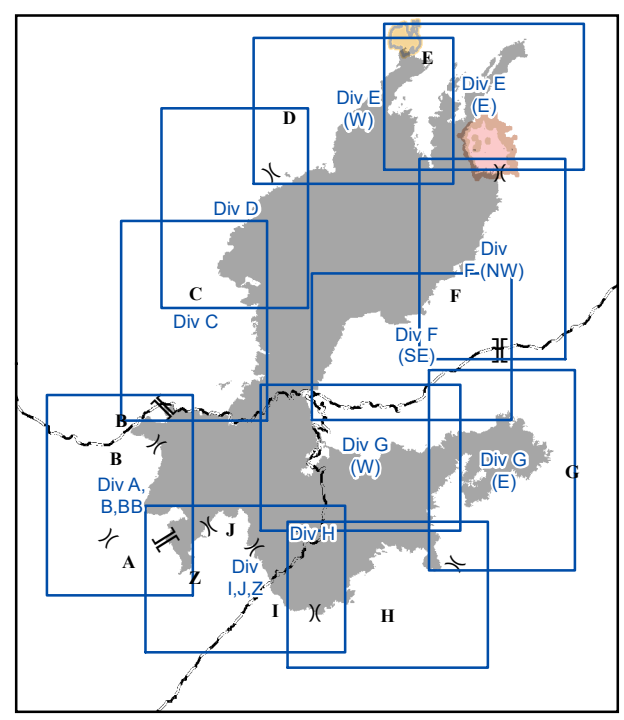 E
Div E
(E)
Div E
(W)
D
Div D
Div
F (NW)
C
F
Div C
Div F
(SE)
B
B
Div G
(W)
Div G
(E)
G
Div A,
B,BB
J
Div H
A
Z
Div
I,J,Z
I
H